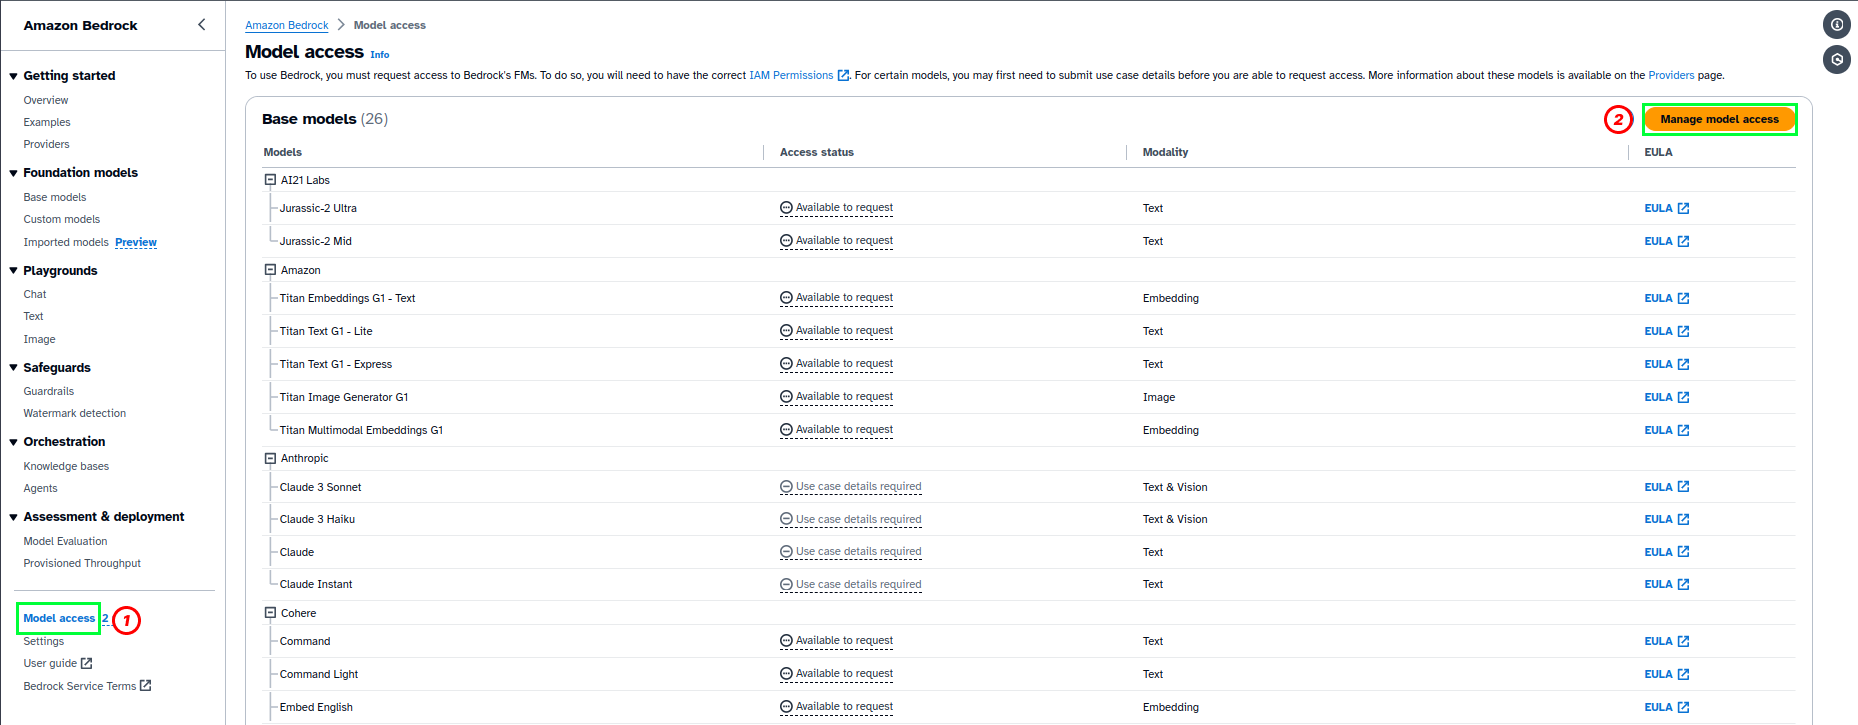 Amazon Bedrock
Getting started
Overview
Examples
Providers
Foundation models
Base models
Custom models
Imported models Preview
Playgrounds
Chat
Text
Image
Safeguards
Guardrails
Watermark detection
Orchestration
Knowledge bases
Agents
Assessment & deployment
Model Evaluation
Provisioned Throughput
Model access 2 1
Settings
User guide
Bedrock Service Terms
Amazon Bedrock > Model access
Model access Info
To use Bedrock, you must request access to Bedrock's FMs. To do so, you will need to have the correct IAM Permissions. For certain models, you may first need to submit use case details before you are able to request access. More information about these models is available on the Providers page.
Base models (26) 2 Manage model access
Models Access status Modality EULA
AI21 Labs
Jurassic-2 Ultra Available to request Text EULA
Jurassic-2 Mid Available to request Text EULA
Amazon
Titan Embeddings G1 - Text Available to request Embedding EULA
Titan Text G1 - Lite Available to request Text EULA
Titan Text G1 - Express Available to request Text EULA
Titan Image Generator G1 Available to request Image EULA
Titan Multimodal Embeddings G1 Available to request Embedding EULA
Anthropic
Claude 3 Sonnet Use case details required Text & Vision EULA
Claude 3 Haiku Use case details required Text & Vision EULA
Claude Use case details required Text EULA
Claude Instant Use case details required Text EULA
Cohere
Command Available to request Text EULA
Command Light Available to request Text EULA
Embed English Available to request Embedding EULA